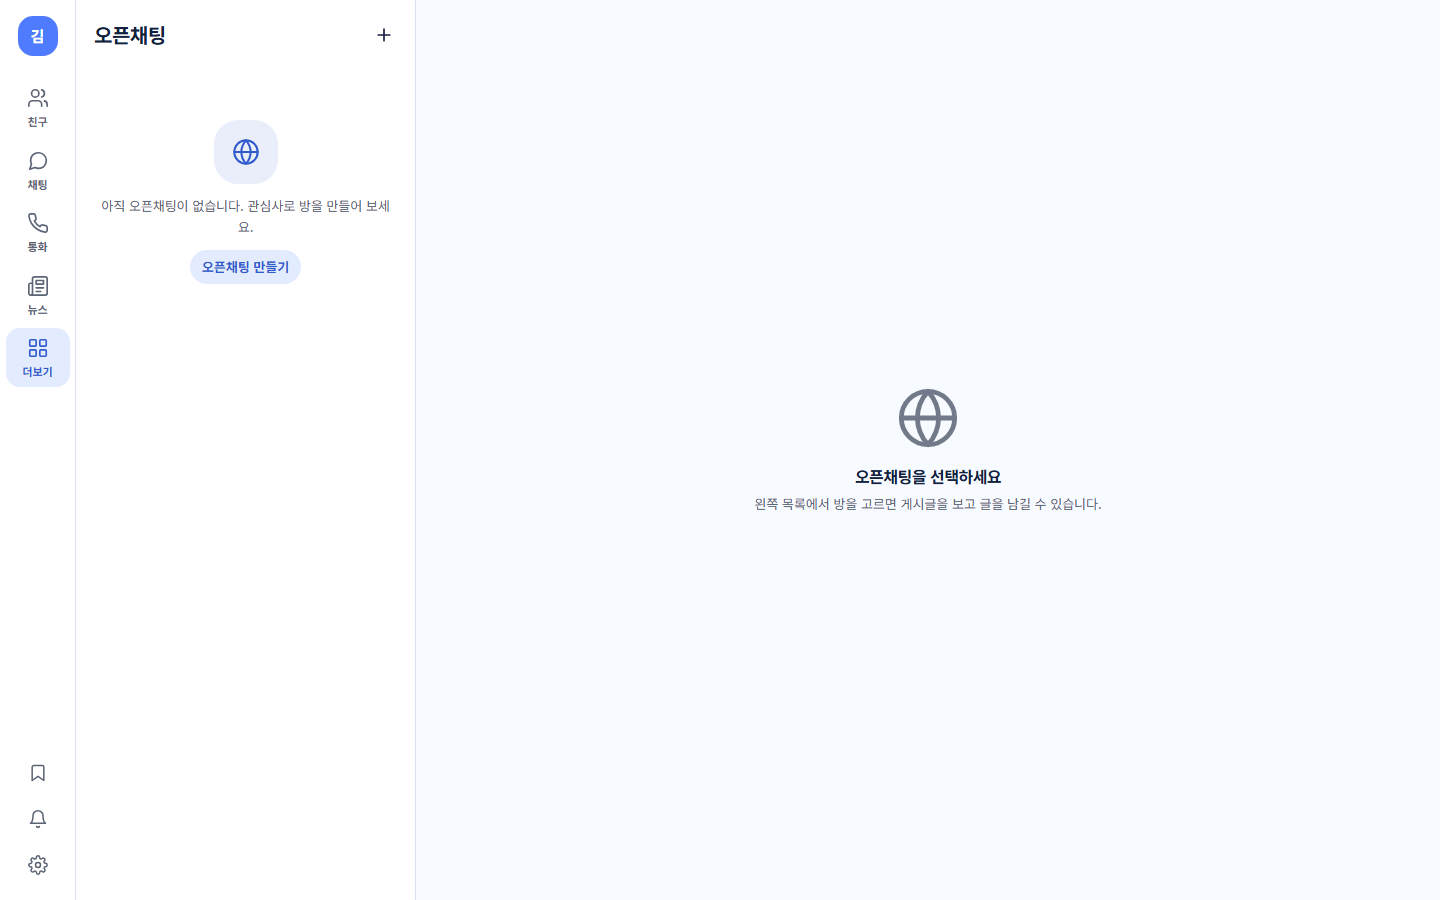 김
친구
채팅
통화
뉴스
더보기
오픈채팅
아직 오픈채팅이 없습니다. 관심사로 방을 만들어 보세
요.
오픈채팅 만들기
오픈채팅을 선택하세요
왼쪽 목록에서 방을 고르면 게시글을 보고 글을 남길 수 있습니다.